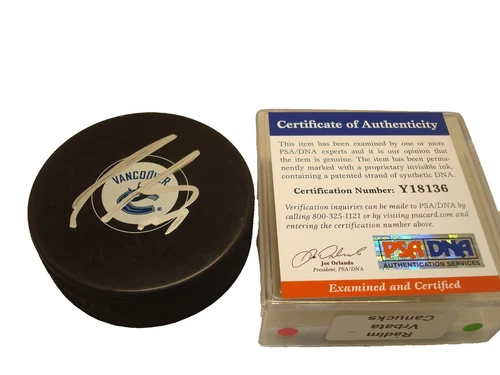 VANCOUVER
Certificate of Authenticity
This item has been examined by one or more
PSA/DNA experts and it is our opinion that
the item is genuine. The item has been perma-
nently marked with a proprietary invisible ink,
containing a patented strand of synthetic DNA.
Certification Number: Y18136
Verification inquiries can be made to PSA/DNA by
calling 800-325-1121 or by visiting psacard.com and
entering the certification number above.
Joe Orlando
President, PSA/DNA
PSA DNA
AUTHENTICATION SERVICES
Examined and Certified
Radim
Vrbata
Canucks